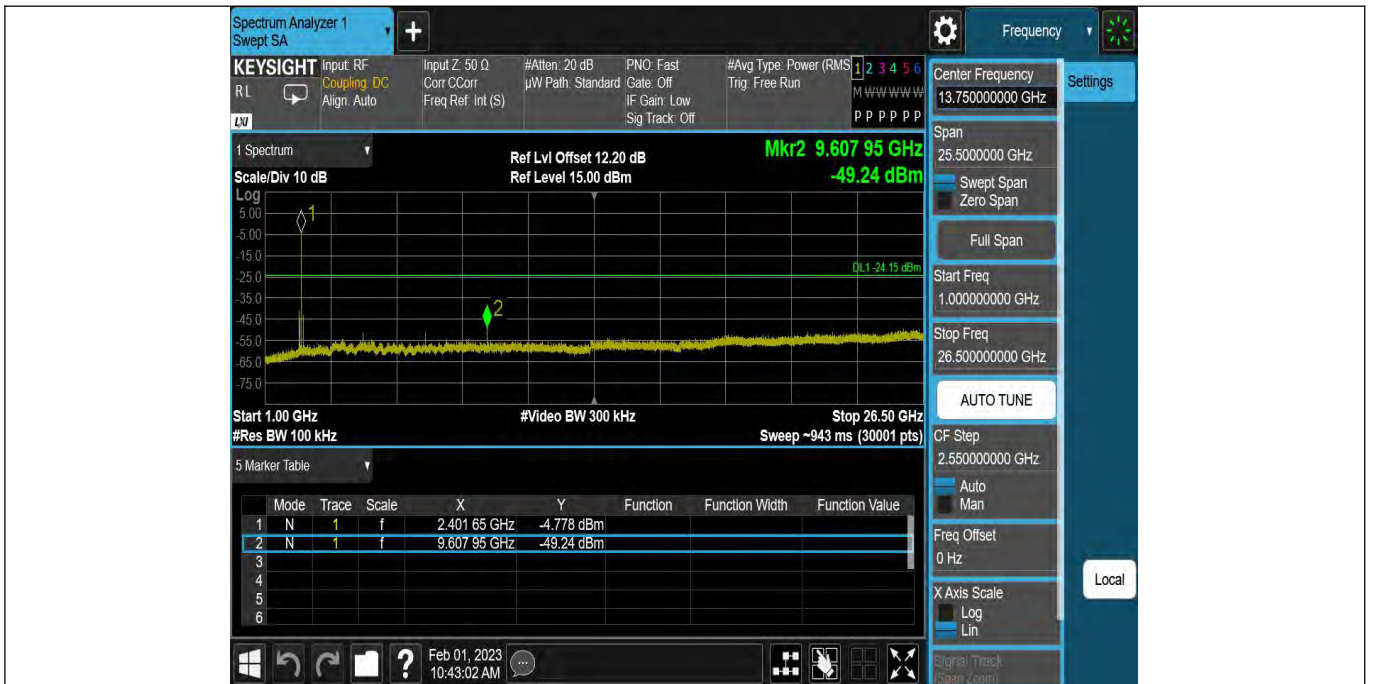 Spectrum Analyzer 1
Swept SA
+
Frequency
KEYSIGHT
RL
LXI
Input: RF
Coupling: DC
Align: Auto
Input Z: 50 Ω
Corr CCorr
Freq Ref: Int (S)
#Atten: 20 dB
µW Path: Standard
PNO: Fast
Gate: Off
IF Gain: Low
Sig Track: Off
#Avg Type: Power (RMS
Trig: Free Run
1 2 3 4 5 6
M W W W W W
P P P P P P
1 Spectrum
Scale/Div 10 dB
Ref Lvl Offset 12.20 dB
Ref Level 15.00 dBm
Mkr2 9.607 95 GHz
-49.24 dBm
Log
5.00
-5.00
-15.0
-25.0
-35.0
-45.0
-55.0
-65.0
-75.0
1
2
DL1 -24.15 dBm
Start 1.00 GHz
#Res BW 100 kHz
#Video BW 300 kHz
Stop 26.50 GHz
Sweep ~943 ms (30001 pts)
5 Marker Table
Mode Trace Scale X Y Function Function Width Function Value
1 N 1 f 2.401 65 GHz -4.778 dBm
2 N 1 f 9.607 95 GHz -49.24 dBm
3
4
5
6
?
Feb 01, 2023
10:43:02 AM
Center Frequency
13.750000000 GHz
Span
25.5000000 GHz
Swept Span
Zero Span
Full Span
Start Freq
1.000000000 GHz
Stop Freq
26.500000000 GHz
AUTO TUNE
CF Step
2.550000000 GHz
Auto
Man
Freq Offset
0 Hz
X Axis Scale
Log
Lin
Signal Track
(Span Zoom)
Settings
Local